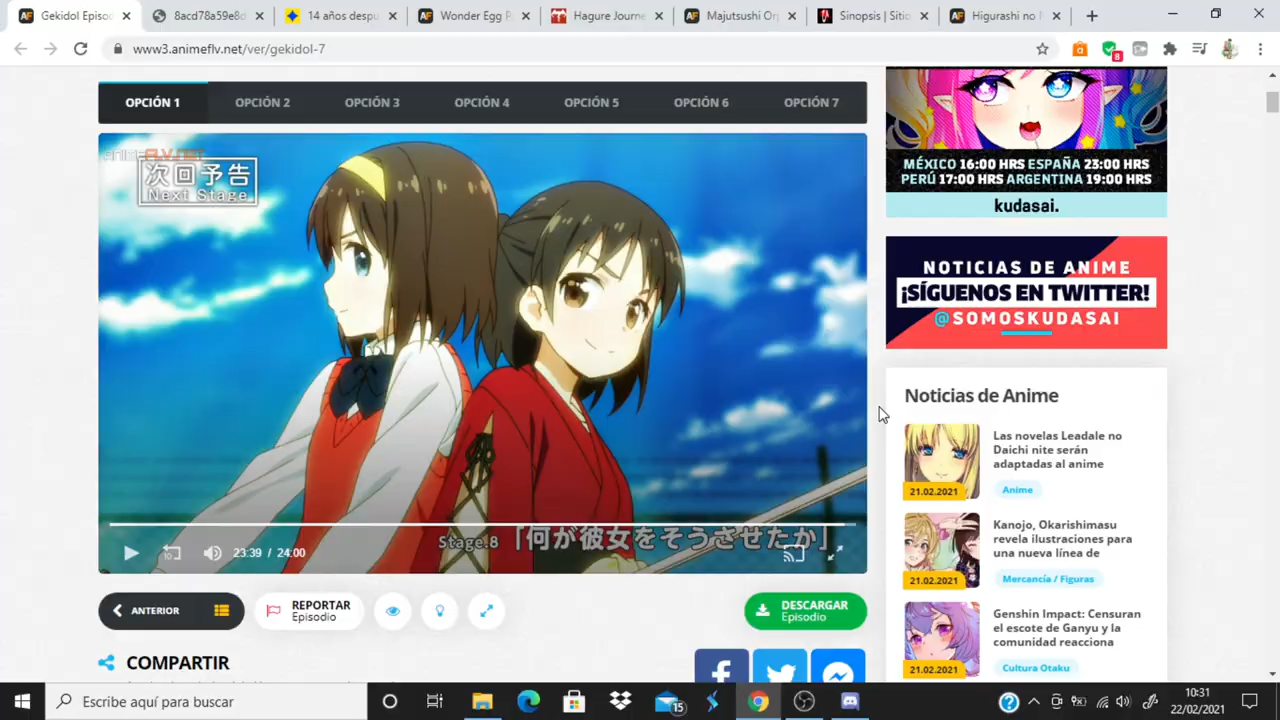 Gekidol Episod
8acd78a59e8d
14 años despu
Wonder Egg P
Hagure Journe
Majutsushi Or
Sinopsis | Sitio
Higurashi no
www3.animeflv.net/ver/gekidol-7
8
OPCIÓN 1
OPCIÓN 2
OPCIÓN 3
OPCIÓN 4
OPCIÓN 5
OPCIÓN 6
OPCIÓN 7
ANIMEFLV.NET
次回予告
Next Stage
Stage.8 「何が彼女をそうさせたか」
10
23:39 / 24:00
MÉXICO 16:00 HRS ESPAÑA 23:00 HRS
PERÚ 17:00 HRS ARGENTINA 19:00 HRS
kudasai.
NOTICIAS DE ANIME
¡SÍGUENOS EN TWITTER!
@SOMOSKUDASAI
Noticias de Anime
Las novelas Leadale no
Daichi nite serán
adaptadas al anime
21.02.2021
Anime
Kanojo, Okarishimasu
revela ilustraciones para
una nueva línea de
21.02.2021
Mercancía / Figuras
Genshin Impact: Censuran
el escote de Ganyu y la
comunidad reacciona
21.02.2021
Cultura Otaku
ANTERIOR
REPORTAR
Episodio
DESCARGAR
Episodio
COMPARTIR
Escribe aquí para buscar
15
10:31
22/02/2021